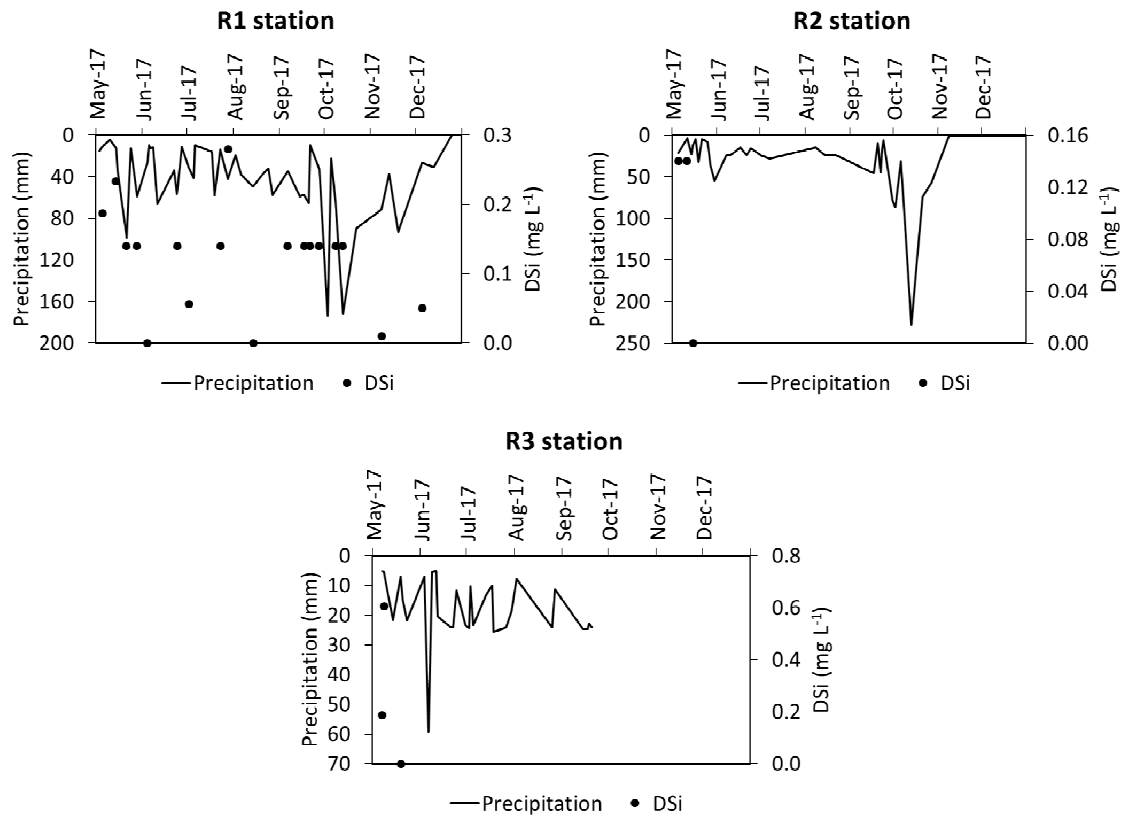 R1 station
May-17 Jun-17 Jul-17 Aug-17 Sep-17 Oct-17 Nov-17 Dec-17
Precipitation (mm)
0
40
80
120
160
200
0.3
0.2
0.1
0.0
DSi (mg L⁻¹)
Precipitation DSi
R2 station
May-17 Jun-17 Jul-17 Aug-17 Sep-17 Oct-17 Nov-17 Dec-17
Precipitation (mm)
0
50
100
150
200
250
0.16
0.12
0.08
0.04
0.00
DSi (mg L⁻¹)
Precipitation DSi
R3 station
May-17 Jun-17 Jul-17 Aug-17 Sep-17 Oct-17 Nov-17 Dec-17
Precipitation (mm)
0
10
20
30
40
50
60
70
0.8
0.6
0.4
0.2
0.0
DSi (mg L⁻¹)
Precipitation DSi